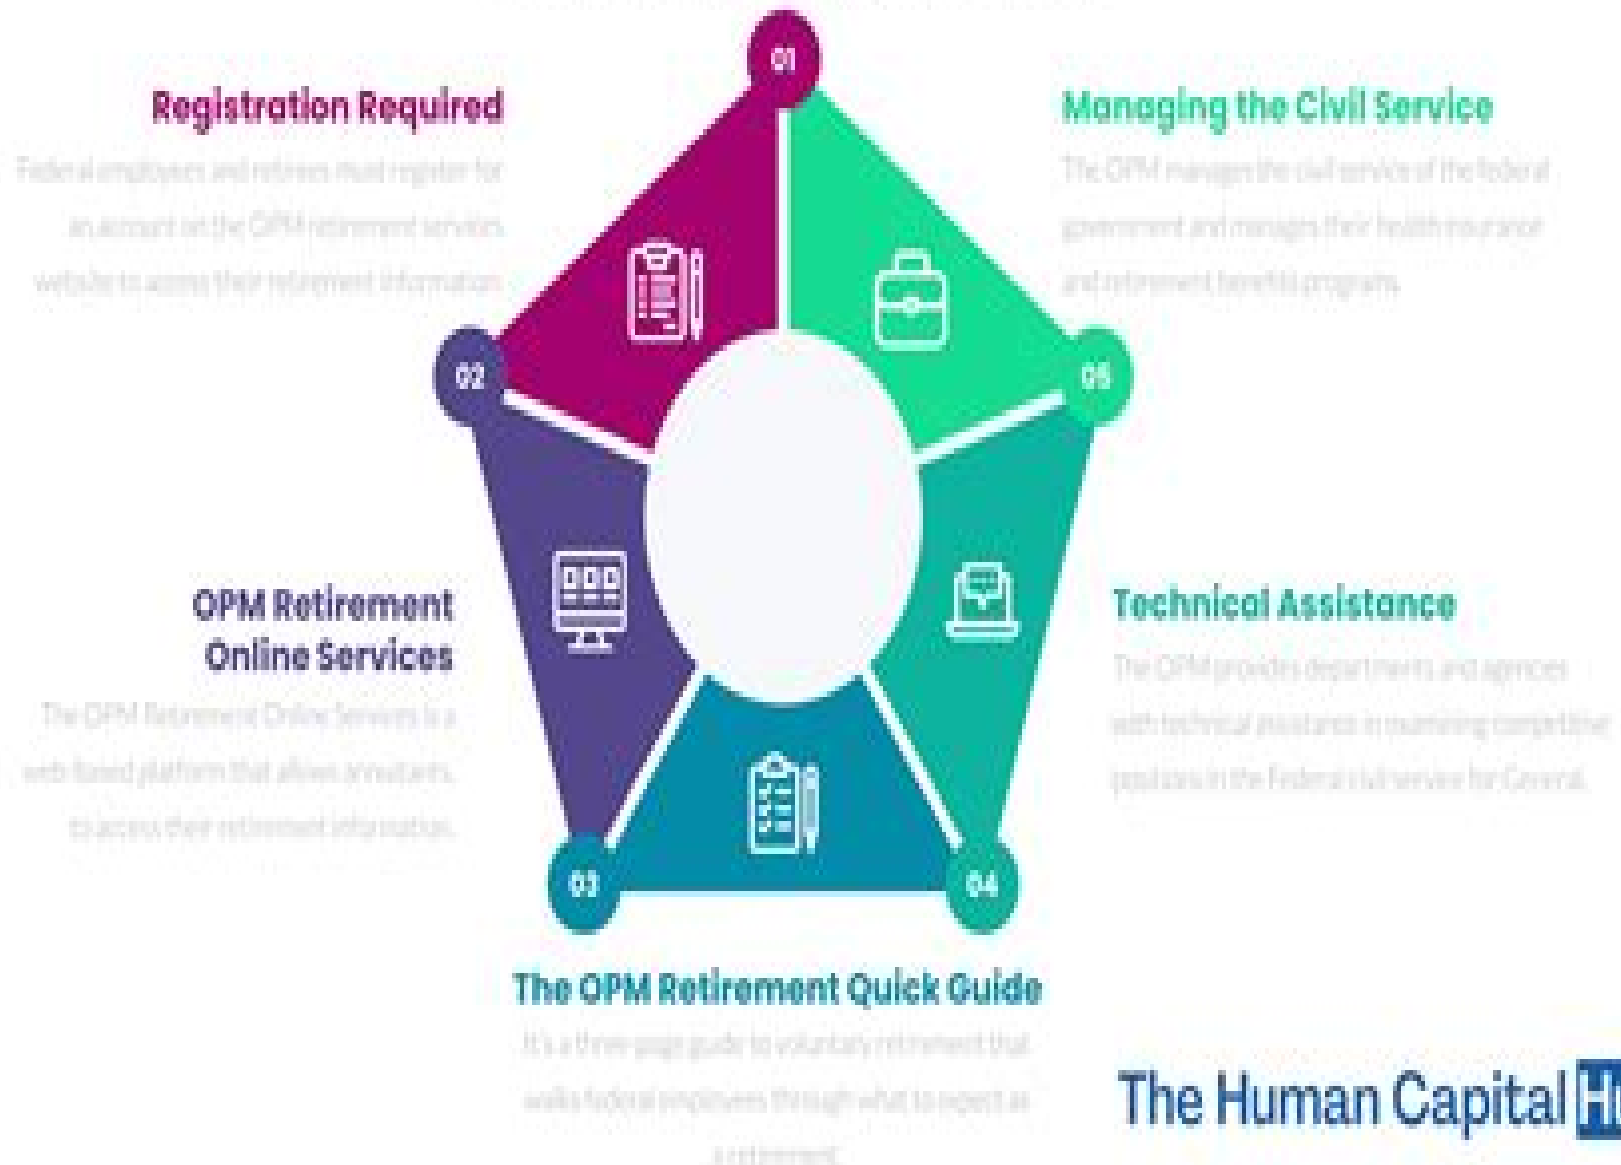 01
Registration Required
Federal employees and retirees must register for
an account on the OPM retirement services
website to access their retirement information.
02
OPM Retirement
Online Services
The OPM Retirement Online Services is a
web-based platform that allows annuitants
to access their retirement information.
03
The OPM Retirement Quick Guide
It's a three-page guide to voluntary retirement that
walks federal employees through what to expect as
a retirement
04
Technical Assistance
The OPM provides departments and agencies
with technical assistance in examining competitive
positions in the Federal civil service for General.
05
Managing the Civil Service
The OPM manages the civil service of the federal
government and manages their health insurance
and retirement benefits programs.
The Human Capital